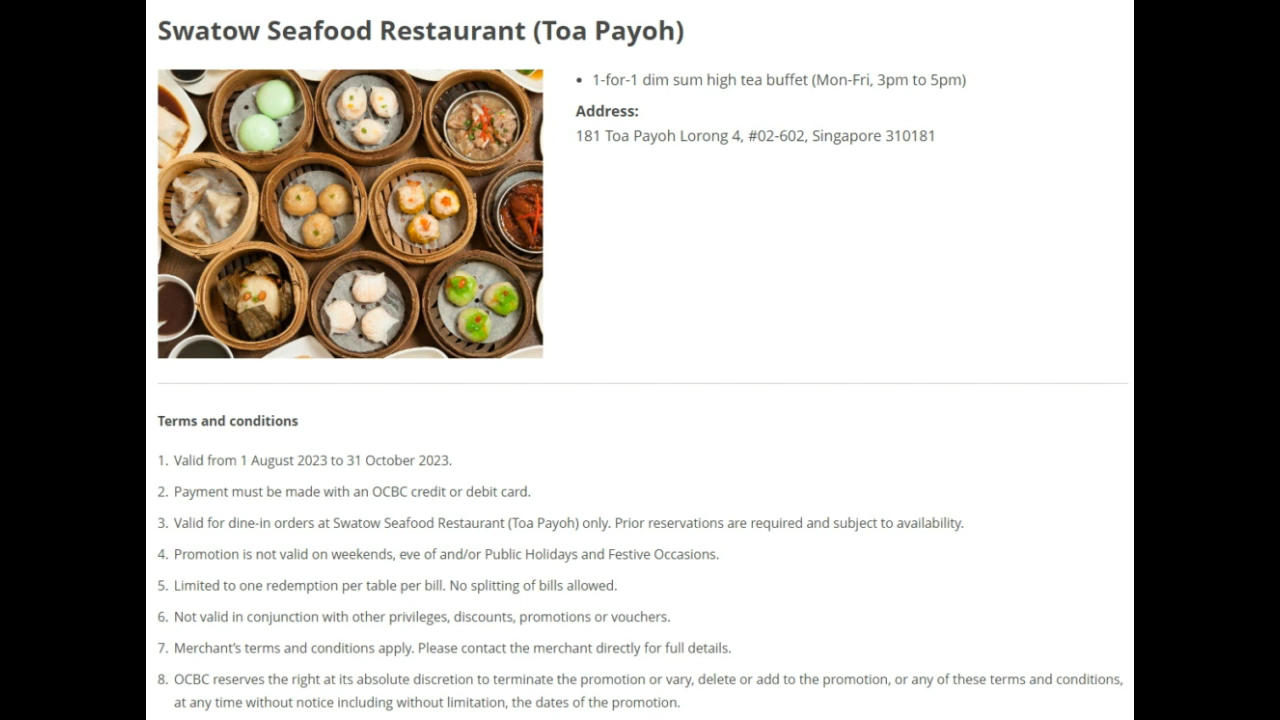 Swatow Seafood Restaurant (Toa Payoh)
• 1-for-1 dim sum high tea buffet (Mon-Fri, 3pm to 5pm)
Address:
181 Toa Payoh Lorong 4, #02-602, Singapore 310181
Terms and conditions
1. Valid from 1 August 2023 to 31 October 2023.
2. Payment must be made with an OCBC credit or debit card.
3. Valid for dine-in orders at Swatow Seafood Restaurant (Toa Payoh) only. Prior reservations are required and subject to availability.
4. Promotion is not valid on weekends, eve of and/or Public Holidays and Festive Occasions.
5. Limited to one redemption per table per bill. No splitting of bills allowed.
6. Not valid in conjunction with other privileges, discounts, promotions or vouchers.
7. Merchant's terms and conditions apply. Please contact the merchant directly for full details.
8. OCBC reserves the right at its absolute discretion to terminate the promotion or vary, delete or add to the promotion, or any of these terms and conditions,
at any time without notice including without limitation, the dates of the promotion.